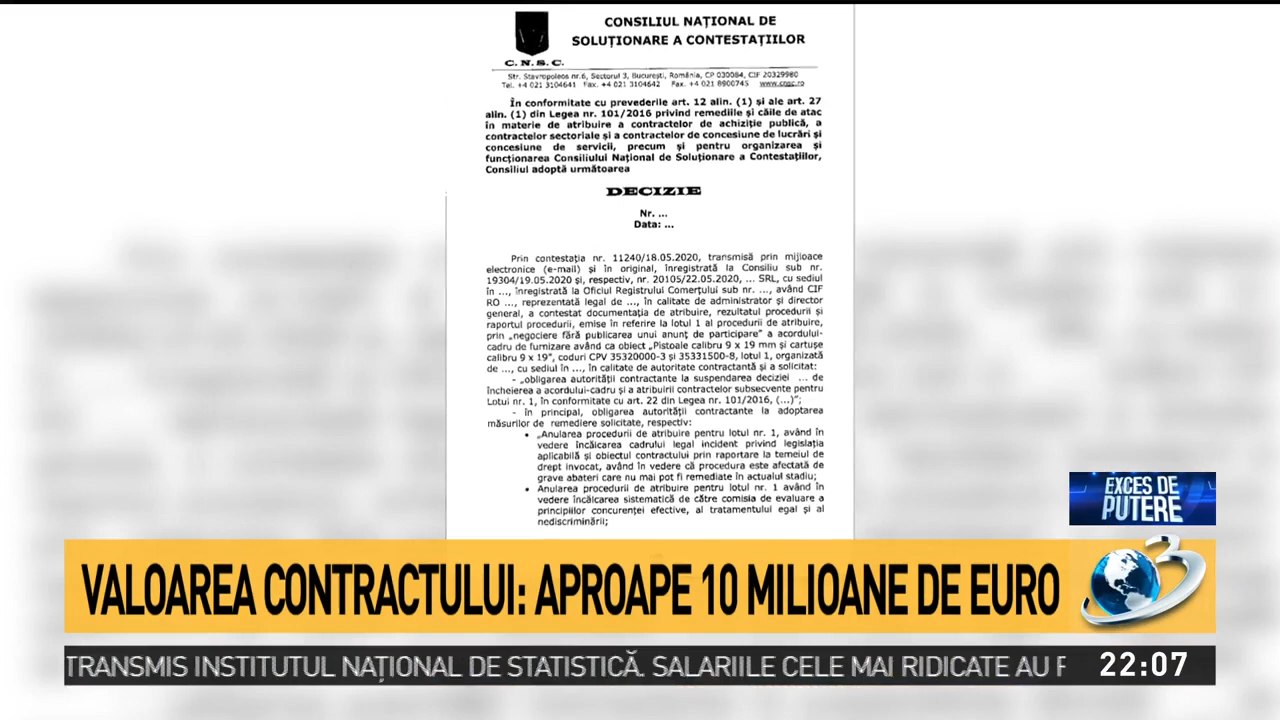 CONSILIUL NAȚIONAL DE
SOLUȚIONARE A CONTESTAȚIILOR
C.N.S.C.
Str. Stavropoleos nr.6, Sectorul 3, București, România, CP 030084, CIF 20329980
Tel. +4 021 3104641 Fax. +4 021 3104642 Fax. +4 021 8900745 www.cnsc.ro
În conformitate cu prevederile art. 12 alin. (1) și ale art. 27
alin. (1) din Legea nr. 101/2016 privind remediile și căile de atac
în materie de atribuire a contractelor de achiziție publică, a
contractelor sectoriale și a contractelor de concesiune de lucrări și
concesiune de servicii, precum și pentru organizarea și
funcționarea Consiliului Național de Soluționare a Contestațiilor,
Consiliul adoptă următoarea
DECIZIE
Nr. ...
Data: ...
Prin contestația nr. 11240/18.05.2020, transmisă prin mijloace
electronice (e-mail) și în original, înregistrată la Consiliu sub nr.
19304/19.05.2020 și, respectiv, nr. 20105/22.05.2020, ... SRL, cu sediul
în ..., înregistrată la Oficiul Registrului Comerțului sub nr. ..., având CIF
RO ..., reprezentată legal de ..., în calitate de administrator și director
general, a contestat documentația de atribuire, rezultatul procedurii și
raportul procedurii, emise în referire la lotul 1 al procedurii de atribuire,
prin „negociere fără publicarea unui anunț de participare" a acordului-
cadru de furnizare având ca obiect „Pistoale calibru 9 x 19 mm și cartușe
calibru 9 x 19", coduri CPV 35320000-3 și 35331500-8, lotul 1, organizată
de ..., cu sediul în ..., în calitate de autoritate contractantă și a solicitat:
- „obligarea autorității contractante la suspendarea deciziei ... de
încheierea a acordului-cadru și a atribuirii contractelor subsecvente pentru
Lotui nr. 1, în conformitate cu art. 22 din Legea nr. 101/2016, (...)";
- în principal, obligarea autorității contractante la adoptarea
măsurilor de remediere solicitate, respectiv:
• „Anularea procedurii de atribuire pentru lotul nr. 1, având în
vedere încălcarea cadrului legal incident privind legislația
aplicabilă și obiectul contractului prin raportare la temeiul de
drept invocat, având în vedere că procedura este afectată de
grave abateri care nu mai pot fi remediate în actualul stadiu;
• Anularea procedurii de atribuire pentru lotul nr. 1 având în
vedere încălcarea sistematică de către comisia de evaluare a
principiilor concurenței efective, al tratamentului egal și al
nediscriminării;
EXCES DE
PUTERE
VALOAREA CONTRACTULUI: APROAPE 10 MILIOANE DE EURO
3
TRANSMIS INSTITUTUL NAȚIONAL DE STATISTICĂ. SALARIILE CELE MAI RIDICATE AU F
22:07